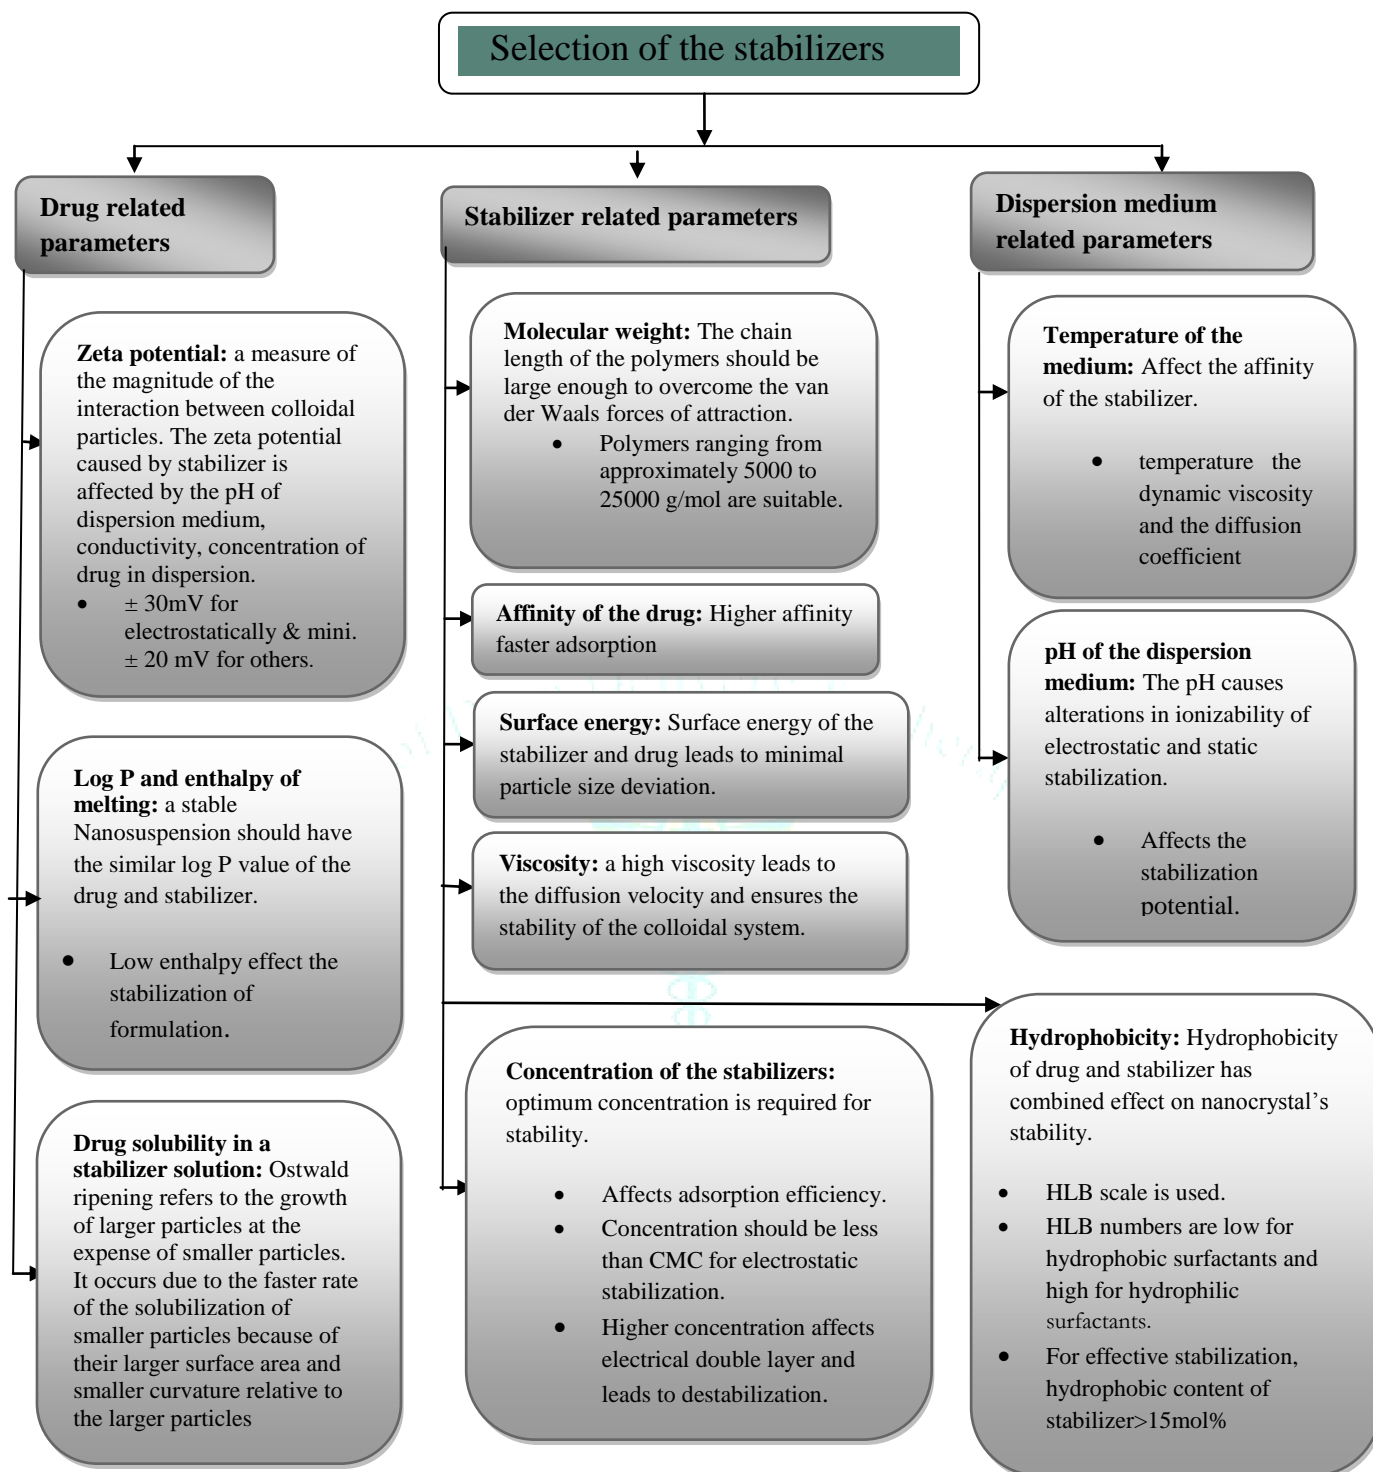 Selection of the stabilizers
Drug related
parameters
Zeta potential: a measure of
the magnitude of the
interaction between colloidal
particles. The zeta potential
caused by stabilizer is
affected by the pH of
dispersion medium,
conductivity, concentration of
drug in dispersion.
• ± 30mV for
electrostatically & mini.
± 20 mV for others.
Log P and enthalpy of
melting: a stable
Nanosuspension should have
the similar log P value of the
drug and stabilizer.
• Low enthalpy effect the
stabilization of
formulation.
Drug solubility in a
stabilizer solution: Ostwald
ripening refers to the growth
of larger particles at the
expense of smaller particles.
It occurs due to the faster rate
of the solubilization of
smaller particles because of
their larger surface area and
smaller curvature relative to
the larger particles
Stabilizer related parameters
Molecular weight: The chain
length of the polymers should be
large enough to overcome the van
der Waals forces of attraction.
• Polymers ranging from
approximately 5000 to
25000 g/mol are suitable.
Affinity of the drug: Higher affinity
faster adsorption
Surface energy: Surface energy of the
stabilizer and drug leads to minimal
particle size deviation.
Viscosity: a high viscosity leads to
the diffusion velocity and ensures the
stability of the colloidal system.
Concentration of the stabilizers:
optimum concentration is required for
stability.
• Affects adsorption efficiency.
• Concentration should be less
than CMC for electrostatic
stabilization.
• Higher concentration affects
electrical double layer and
leads to destabilization.
Hydrophobicity: Hydrophobicity
of drug and stabilizer has
combined effect on nanocrystal’s
stability.
• HLB scale is used.
• HLB numbers are low for
hydrophobic surfactants and
high for hydrophilic
surfactants.
• For effective stabilization,
hydrophobic content of
stabilizer>15mol%
Dispersion medium
related parameters
Temperature of the
medium: Affect the affinity
of the stabilizer.
• temperature the
dynamic viscosity
and the diffusion
coefficient
pH of the dispersion
medium: The pH causes
alterations in ionizability of
electrostatic and static
stabilization.
• Affects the
stabilization
potential.